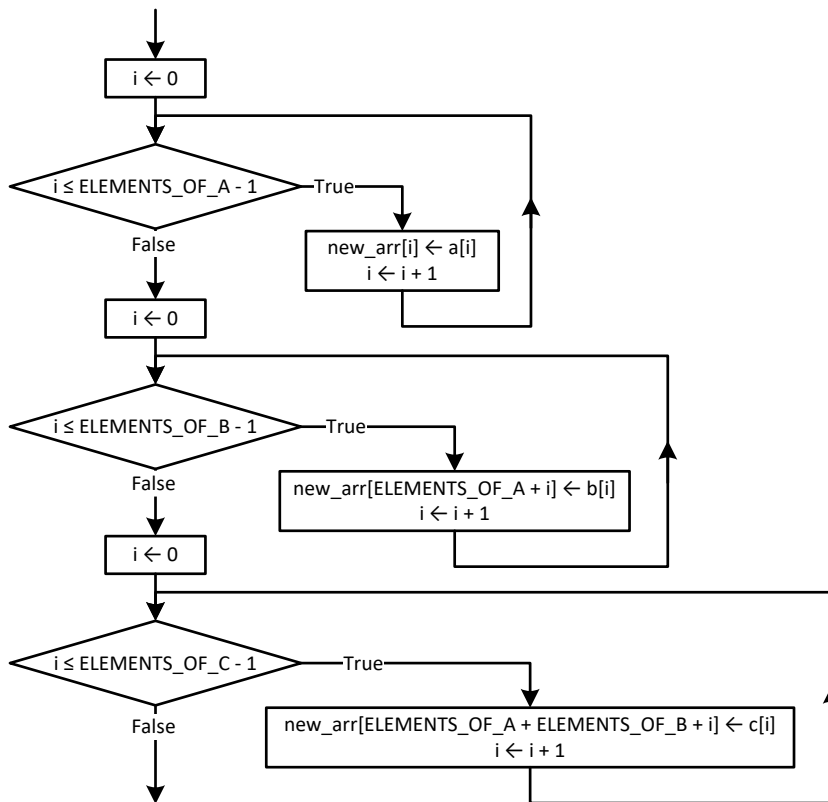 i ← 0
i ≤ ELEMENTS_OF_A - 1
True
False
new_arr[i] ← a[i]
i ← i + 1
i ← 0
i ≤ ELEMENTS_OF_B - 1
True
False
new_arr[ELEMENTS_OF_A + i] ← b[i]
i ← i + 1
i ← 0
i ≤ ELEMENTS_OF_C - 1
True
False
new_arr[ELEMENTS_OF_A + ELEMENTS_OF_B + i] ← c[i]
i ← i + 1